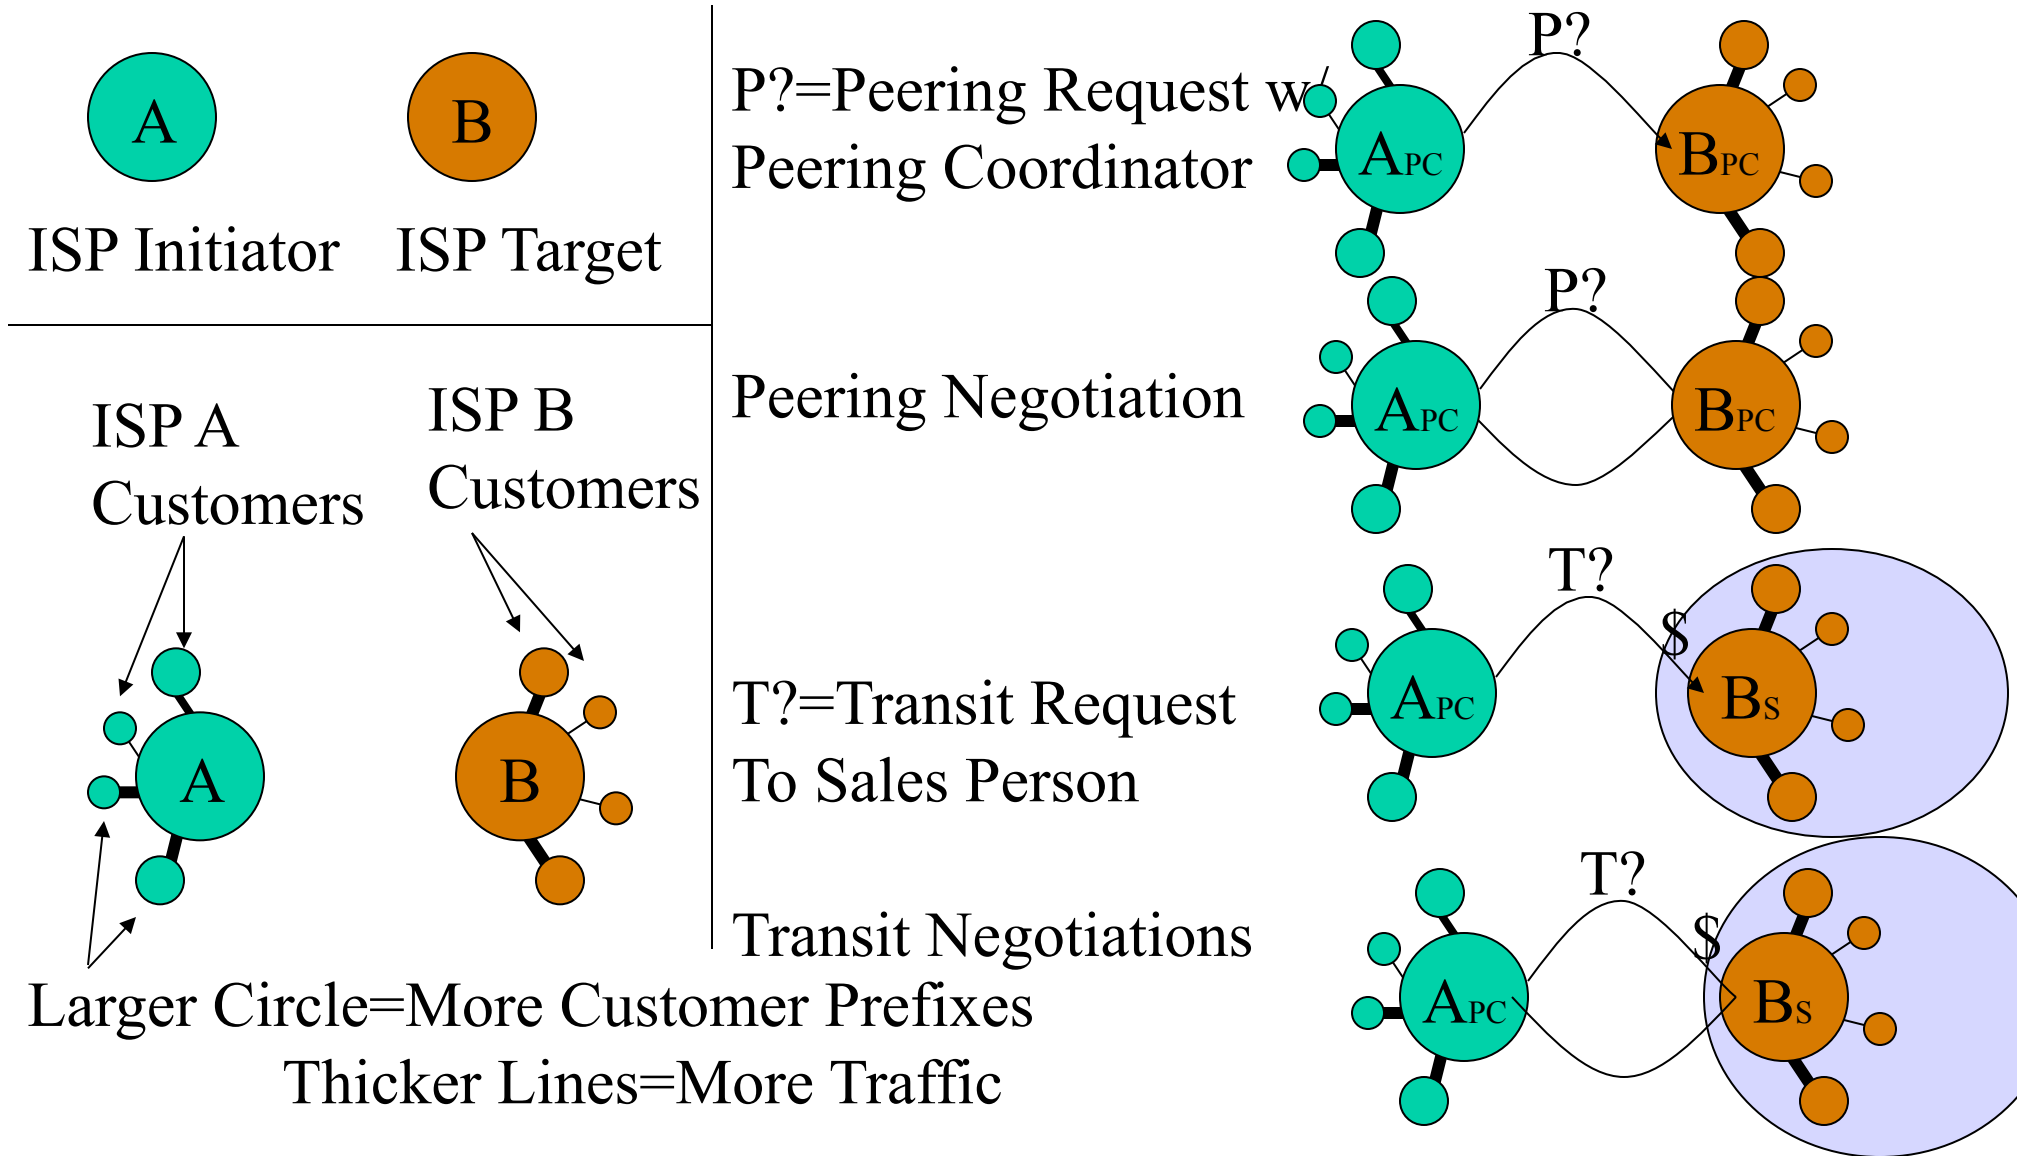 A
B
ISP Initiator
ISP Target
P?=Peering Request w/
Peering Coordinator
P?
APC
BPC
Peering Negotiation
P?
APC
BPC
ISP A
Customers
ISP B
Customers
A
B
T?=Transit Request
To Sales Person
T?
$
APC
BS
Transit Negotiations
T?
$
APC
BS
Larger Circle=More Customer Prefixes
Thicker Lines=More Traffic